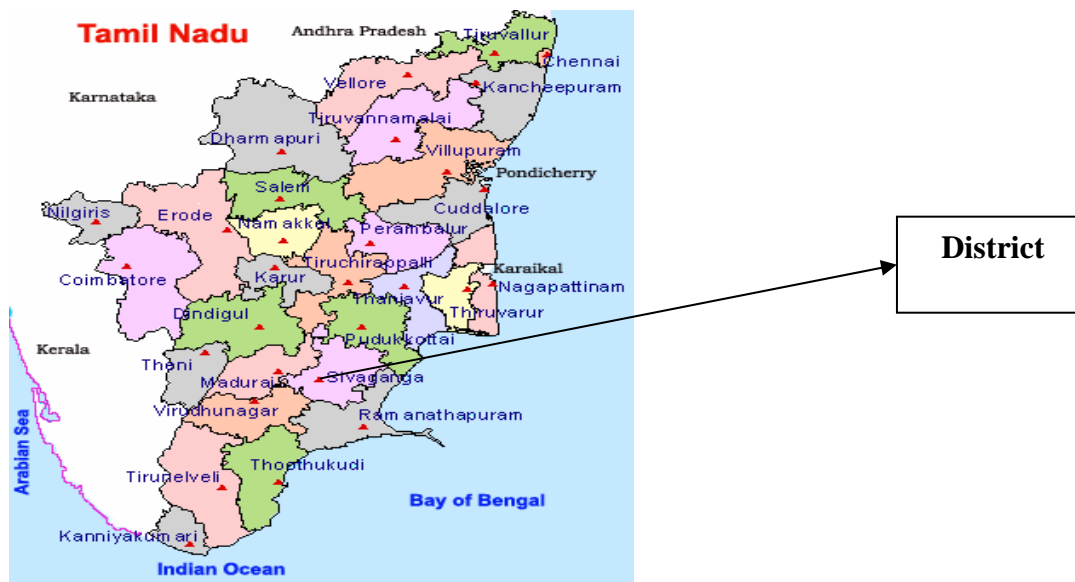 Tamil Nadu
Andhra Pradesh
Tiruvallur
Chennai
Vellore
Kancheepuram
Karnataka
Tiruvannamalai
Dharmapuri
Villupuram
Pondicherry
Salem
Nilgiris
Erode
Cuddalore
Namakkal
Perambalur
District
Tiruchirappalli
Karaikal
Coimbatore
Karur
Nagapattinam
Thanjavur
Thiruvarur
Dindigul
Pudukkottai
Kerala
Theni
Madurai
Sivaganga
Virudhunagar
Ramanathapuram
Arabian Sea
Thoothukudi
Tirunelveli
Bay of Bengal
Kanniyakumari
Indian Ocean